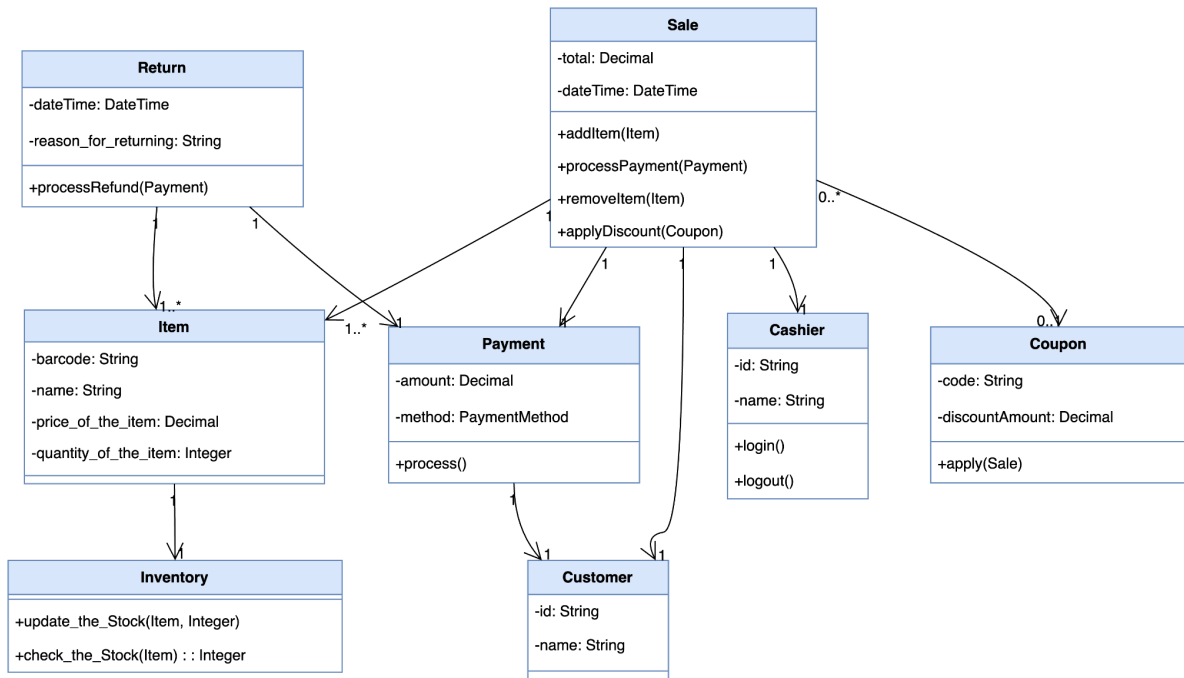 Sale
-total: Decimal
-dateTime: DateTime
+addItem(Item)
+processPayment(Payment)
+removeItem(Item)
+applyDiscount(Coupon)
Return
-dateTime: DateTime
-reason_for_returning: String
+processRefund(Payment)
1
1
1
1
1
1
0..*
1..*
1..*
1
1
1
0..1
Item
-barcode: String
-name: String
-price_of_the_item: Decimal
-quantity_of_the_item: Integer
Payment
-amount: Decimal
-method: PaymentMethod
+process()
Cashier
-id: String
-name: String
+login()
+logout()
Coupon
-code: String
-discountAmount: Decimal
+apply(Sale)
1
1
1
1
1
Inventory
+update_the_Stock(Item, Integer)
+check_the_Stock(Item) : : Integer
Customer
-id: String
-name: String